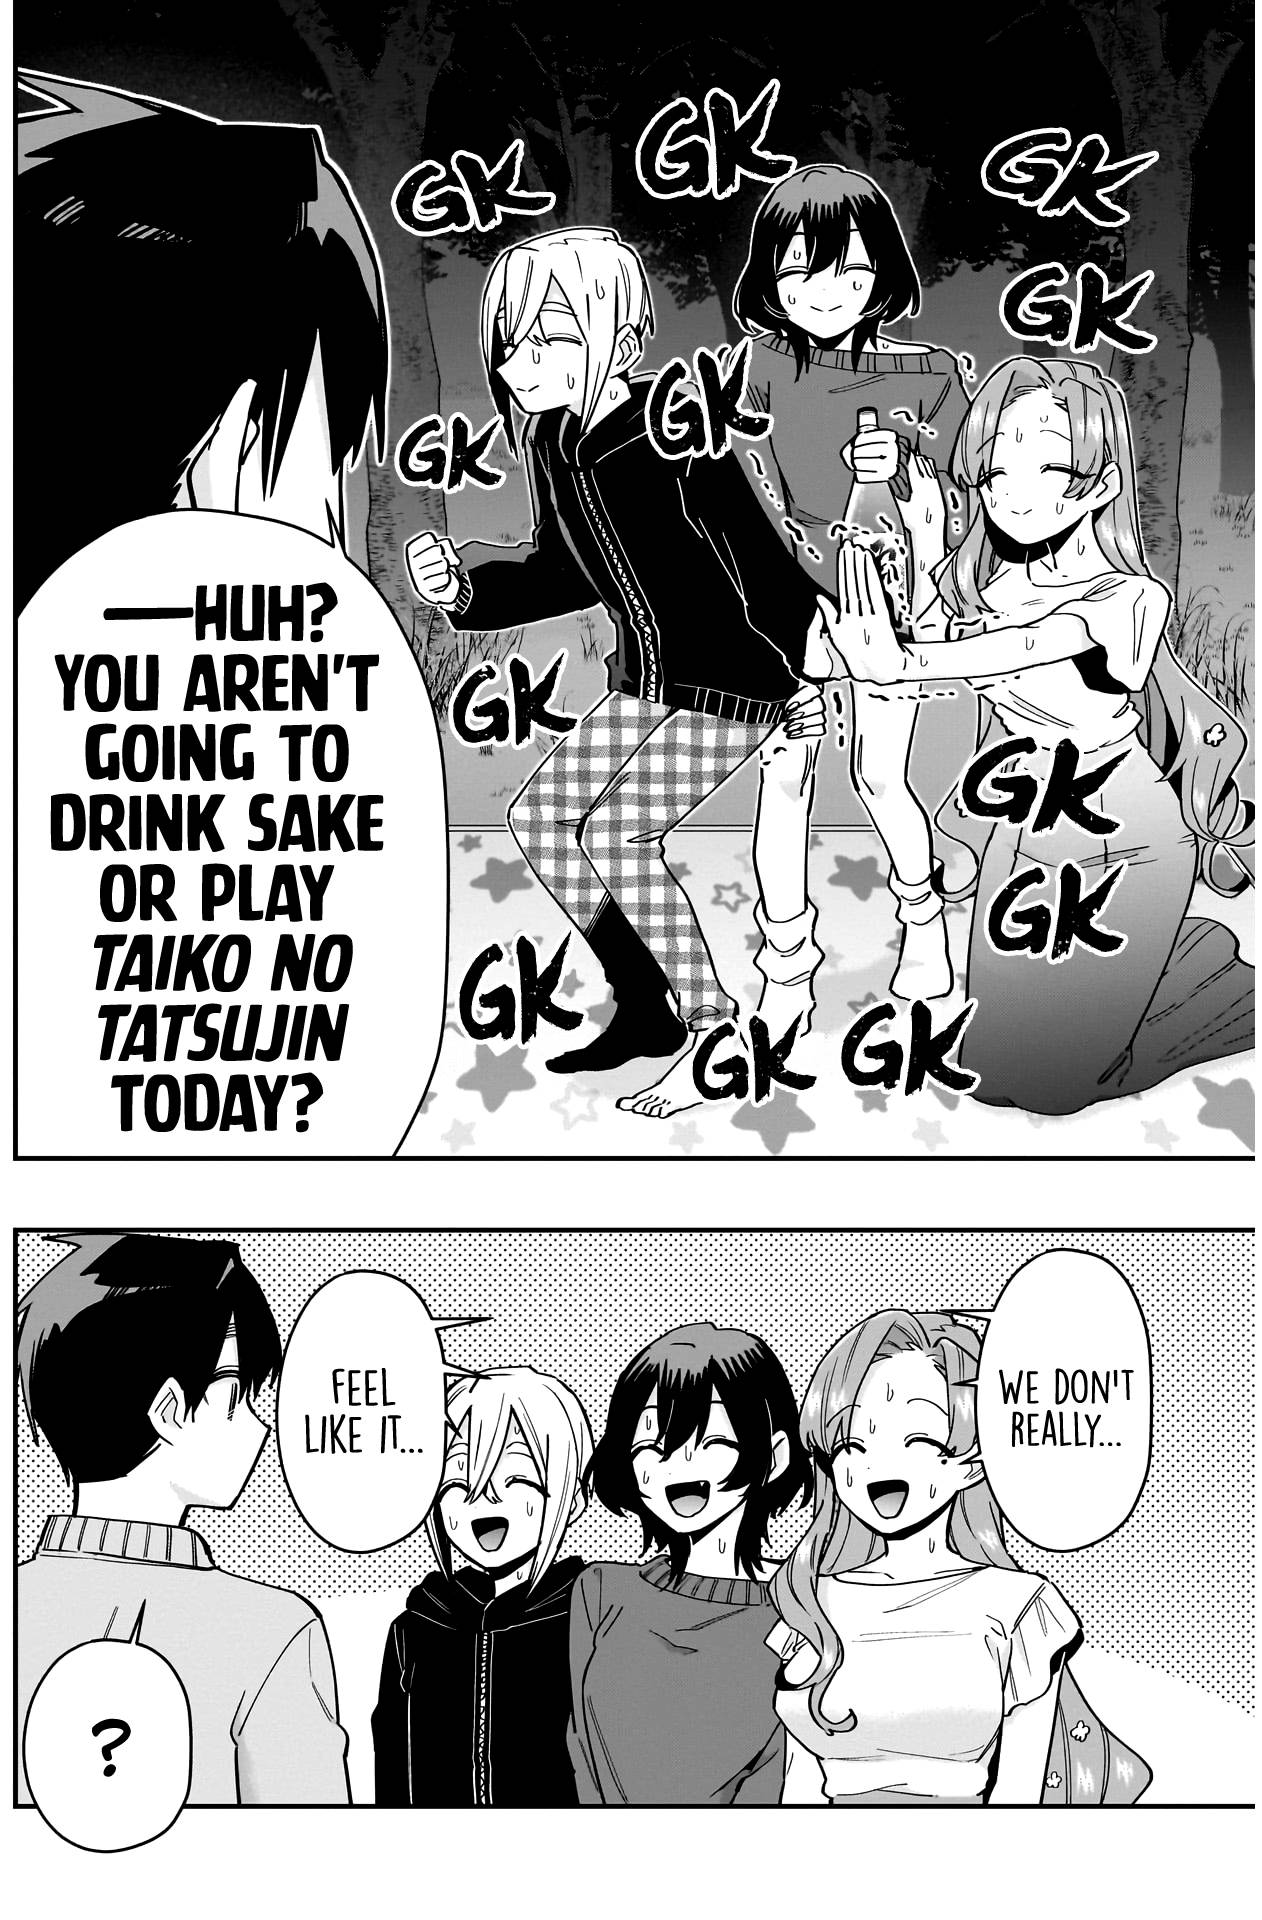 GK
GK
GK
GK
GK
GK
—HUH?
YOU AREN'T
GOING TO
DRINK SAKE
OR PLAY
TAIKO NO
TATSUJIN
TODAY?
GK
GK
GK
GK
GK
GK
WE DON'T
REALLY...
FEEL
LIKE IT...
?